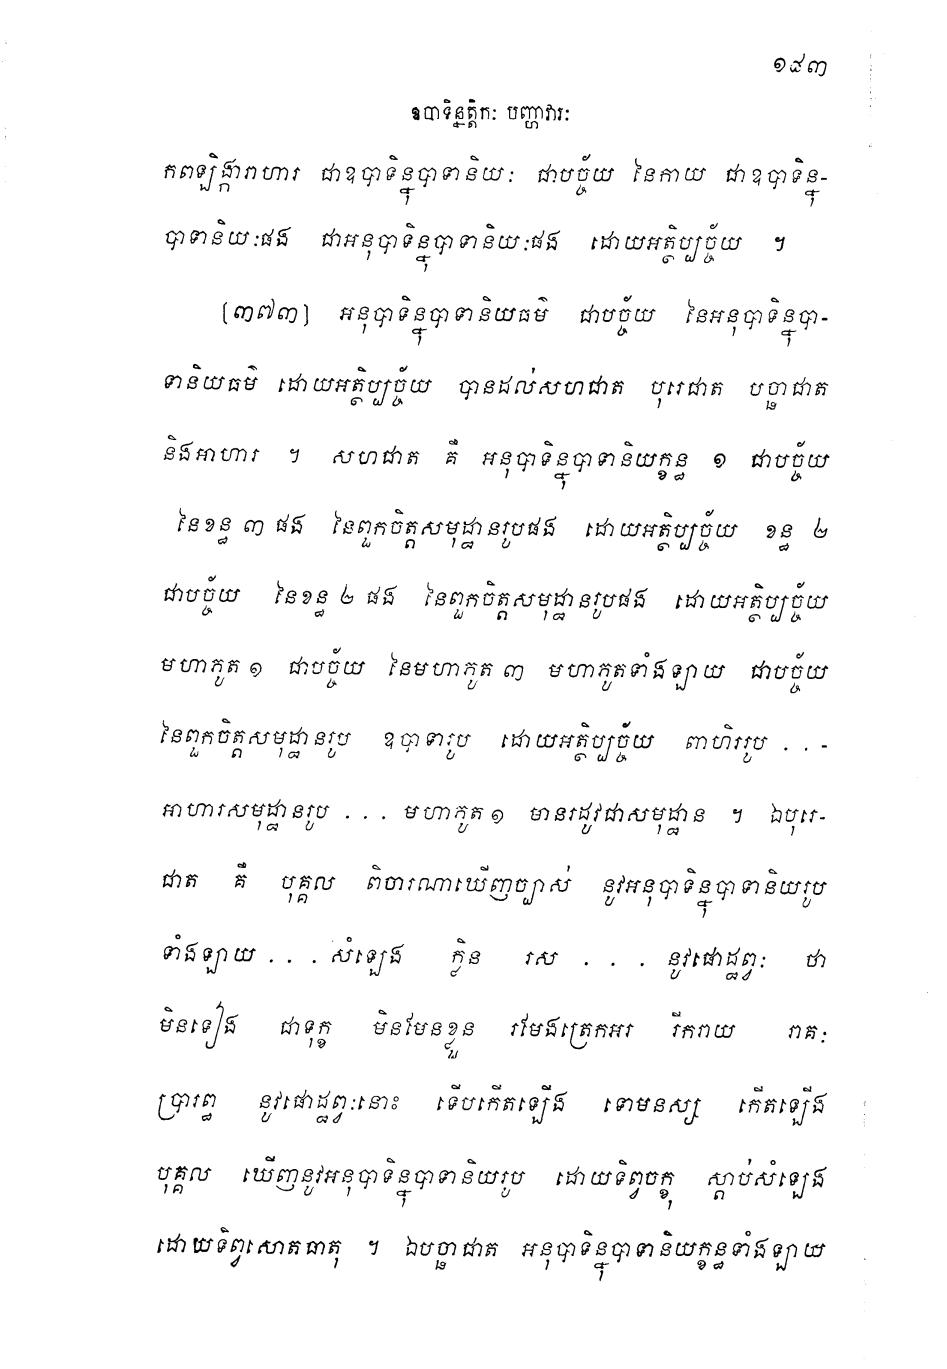 ១៩៣
ឧបាទិន្នត្តិកៈ បញ្ហាវារៈ
កពឡិង្ការាហារ ជាឧបាទិន្នុបាទានិយៈ ជាបច្ច័យ នៃកាយ ជាឧបាទិន្នុ-
បាទានិយៈផង ជាអនុបាទិន្នុបាទានិយៈផង ដោយអត្ថិប្បច្ច័យ ។
[៣៧៣] អនុបាទិន្នុបាទានិយធម៌ ជាបច្ច័យ នៃអនុបាទិន្នុបា-
ទានិយធម៌ ដោយអត្ថិប្បច្ច័យ បានដល់សហជាត បុរេជាត បច្ឆាជាត
និងអាហារ ។ សហជាត គឺ អនុបាទិន្នុបាទានិយក្ខន្ធ ១ ជាបច្ច័យ
នៃខន្ធ ៣ ផង នៃពួកចិត្តសមុដ្ឋានរូបផង ដោយអត្ថិប្បច្ច័យ ខន្ធ ២
ជាបច្ច័យ នៃខន្ធ ២ ផង នៃពួកចិត្តសមុដ្ឋានរូបផង ដោយអត្ថិប្បច្ច័យ
មហាភូត ១ ជាបច្ច័យ នៃមហាភូត ៣ មហាភូតទាំងឡាយ ជាបច្ច័យ
នៃពួកចិត្តសមុដ្ឋានរូប ឧបាទារូប ដោយអត្ថិប្បច្ច័យ ពាហិររូប . . -
អាហារសមុដ្ឋានរូប . . . មហាភូត ១ មានរដូវជាសមុដ្ឋាន ។ ឯបុរេ-
ជាត គឺ បុគ្គល ពិចារណាឃើញច្បាស់ នូវអនុបាទិន្នុបាទានិយរូប
ទាំងឡាយ . . . សំឡេង ក្លិន រស . . . នូវផោដ្ឋព្វៈ ថា
មិនទៀង ជាទុក្ខ មិនមែនខ្លួន រមែងត្រេកអរ រីករាយ រាគៈ
ប្រារព្ធ នូវផោដ្ឋព្វៈនោះ ទើបកើតឡើង ទោមនស្ស កើតឡើង
បុគ្គល ឃើញនូវអនុបាទិន្នុបាទានិយរូប ដោយទិព្វចក្ខុ ស្តាប់សំឡេង
ដោយទិព្វសោតធាតុ ។ ឯបច្ឆាជាត អនុបាទិន្នុបាទានិយក្ខន្ធទាំងឡាយ